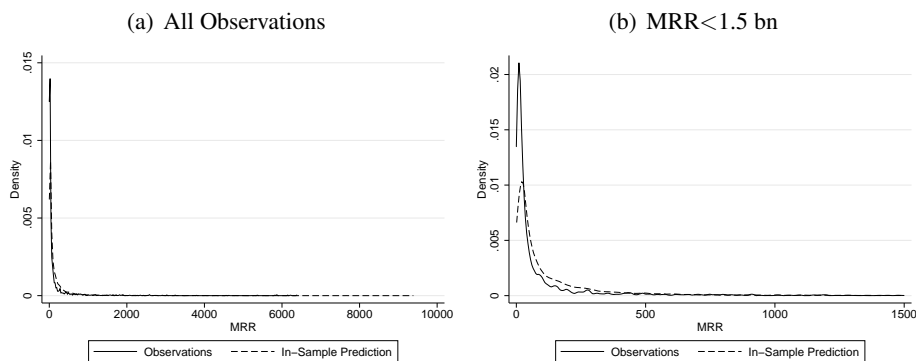 (a) All Observations
.015
.01
.005
0
Density
0
2000
4000
6000
8000
10000
MRR
Observations
In−Sample Prediction
(b) MRR<1.5 bn
.02
.015
.01
.005
0
Density
0
500
1000
1500
MRR
Observations
In−Sample Prediction